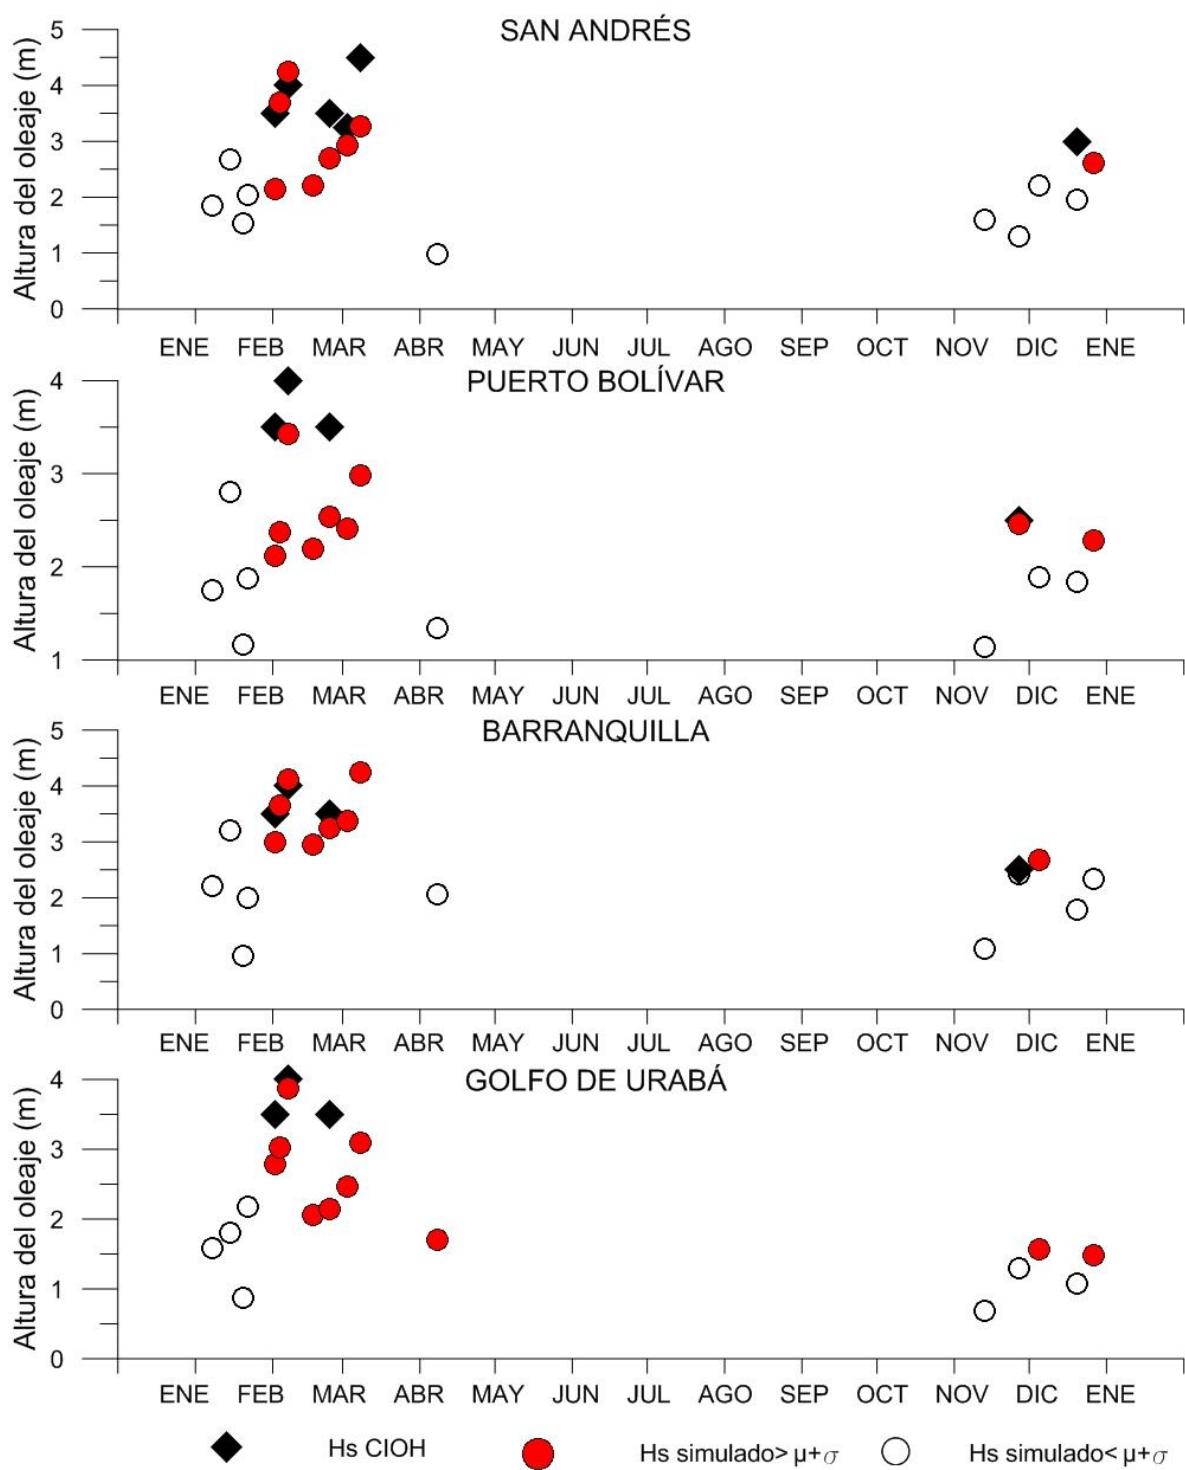 SAN ANDRÉS
Altura del oleaje (m)
5
4
3
2
1
0
ENE FEB MAR ABR MAY JUN JUL AGO SEP OCT NOV DIC ENE
PUERTO BOLÍVAR
Altura del oleaje (m)
4
3
2
1
ENE FEB MAR ABR MAY JUN JUL AGO SEP OCT NOV DIC ENE
BARRANQUILLA
Altura del oleaje (m)
5
4
3
2
1
0
ENE FEB MAR ABR MAY JUN JUL AGO SEP OCT NOV DIC ENE
GOLFO DE URABÁ
Altura del oleaje (m)
4
3
2
1
0
ENE FEB MAR ABR MAY JUN JUL AGO SEP OCT NOV DIC ENE
Hs CIOH Hs simulado> μ+σ Hs simulado< μ+σ